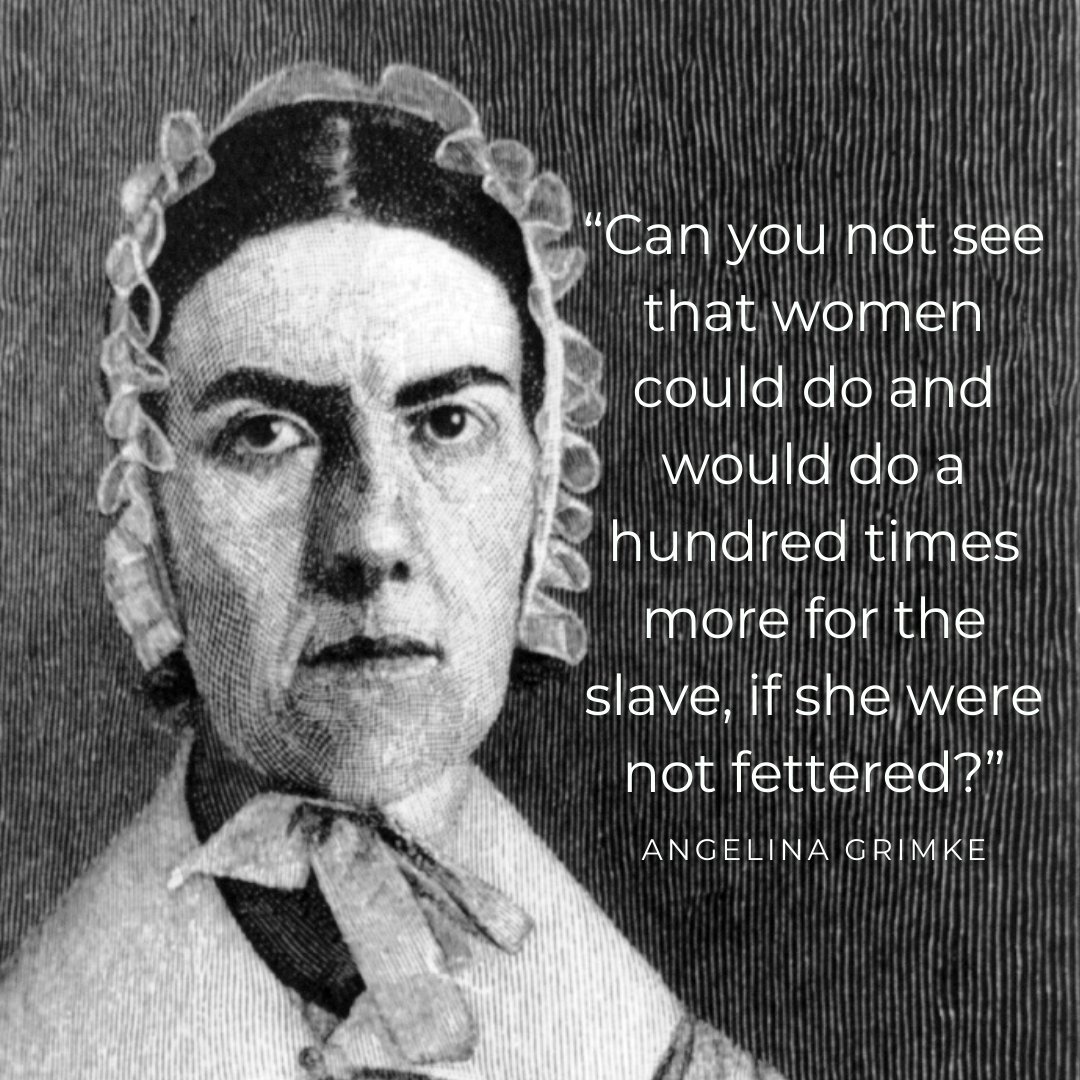 “Can you not see
that women
could do and
would do a
hundred times
more for the
slave, if she were
not fettered?”
ANGELINA GRIMKE